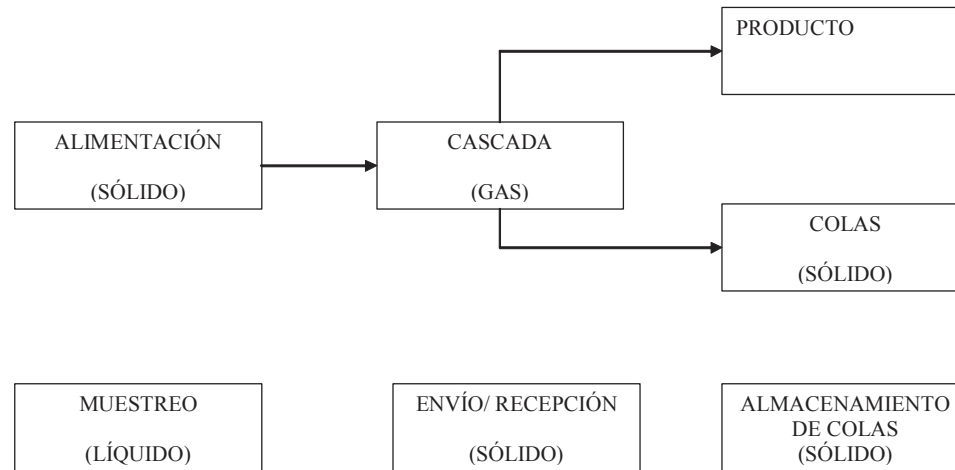 PRODUCTO
ALIMENTACIÓN
(SÓLIDO)
CASCADA
(GAS)
COLAS
(SÓLIDO)
MUESTREO
(LÍQUIDO)
ENVÍO/ RECEPCIÓN
(SÓLIDO)
ALMACENAMIENTO
DE COLAS
(SÓLIDO)